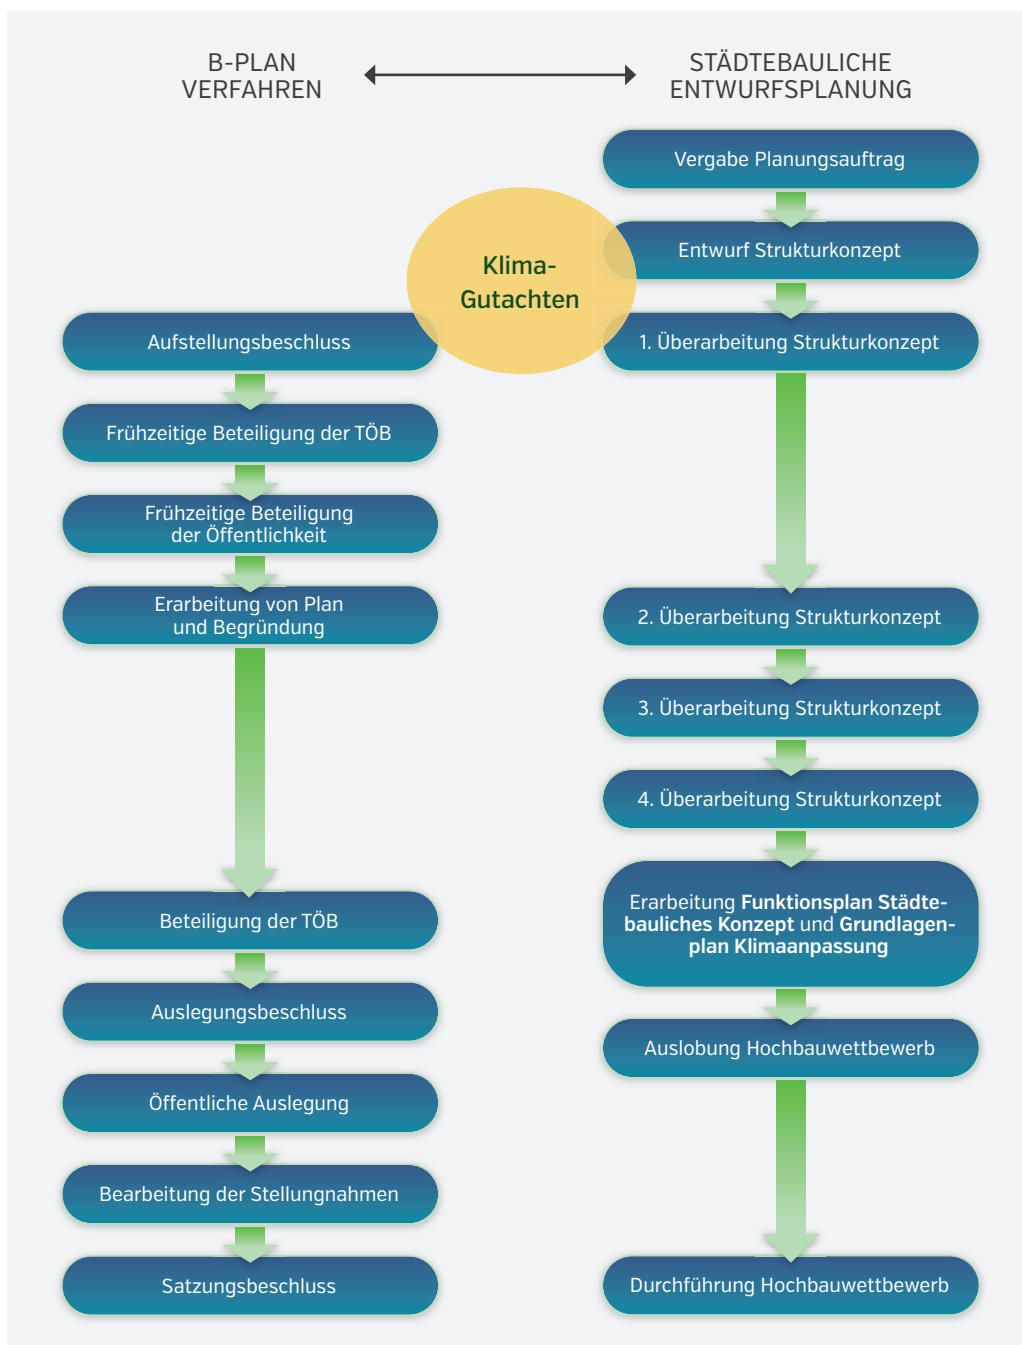 B-PLAN
VERFAHREN
STÄDTEBAULICHE
ENTWURFSPLANUNG
Klima-
Gutachten
Aufstellungsbeschluss
Frühzeitige Beteiligung der TÖB
Frühzeitige Beteiligung
der Öffentlichkeit
Erarbeitung von Plan
und Begründung
Beteiligung der TÖB
Auslegungsbeschluss
Öffentliche Auslegung
Bearbeitung der Stellungnahmen
Satzungsbeschluss
Vergabe Planungsauftrag
Entwurf Strukturkonzept
1. Überarbeitung Strukturkonzept
2. Überarbeitung Strukturkonzept
3. Überarbeitung Strukturkonzept
4. Überarbeitung Strukturkonzept
Erarbeitung Funktionsplan Städte-
bauliches Konzept und Grundlagen-
plan Klimaanpassung
Auslobung Hochbauwettbewerb
Durchführung Hochbauwettbewerb